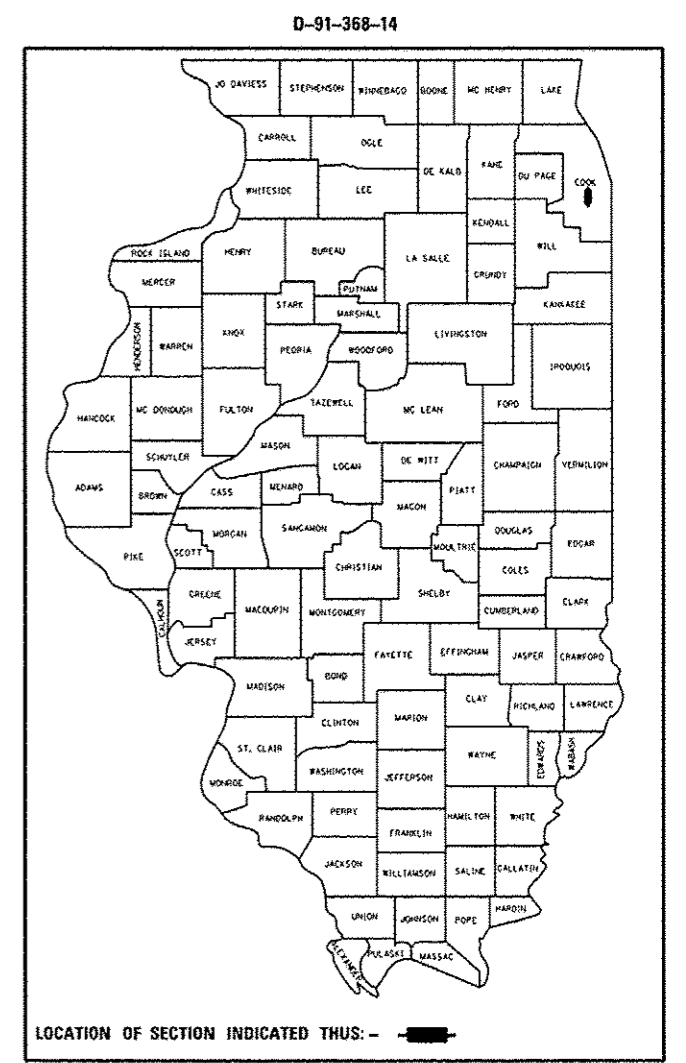 D-91-368-14
JO DAVIESS STEPHENSON WINNEBAGO BOONE MC HENRY LAKE
CARROLL OGLE
DE KALB KANE DU PAGE COOK
WHITESIDE LEE
KENDALL WILL
ROCK ISLAND HENRY BUREAU LA SALLE
GRUNDY
MERCER PUTNAM
KANKAKEE
STARK MARSHALL
HENDERSON WARREN KNOX PEORIA WOODFORD LIVINGSTON
IROQUOIS
HANCOCK MC DONOUGH FULTON TAZEWELL MC LEAN FORD
MASON
SCHUYLER LOGAN DE WITT CHAMPAIGN VERMILION
ADAMS BROWN CASS MENARD PIATT
MACON
PIKE SCOTT MORGAN SANGAMON DOUGLAS EDGAR
CHRISTIAN MOULTRIE
COLES
CALHOUN GREENE MACOUPIN MONTGOMERY SHELBY
CUMBERLAND CLARK
JERSEY
FAYETTE EFFINGHAM JASPER CRAWFORD
MADISON BOND
CLAY RICHLAND LAWRENCE
CLINTON MARION
ST. CLAIR WAYNE EDWARDS WABASH
MONROE WASHINGTON JEFFERSON
RANDOLPH PERRY HAMILTON WHITE
FRANKLIN
JACKSON WILLIAMSON SALINE GALLATIN
UNION JOHNSON POPE HARDIN
ALEXANDER PULASKI MASSAC
LOCATION OF SECTION INDICATED THUS: -